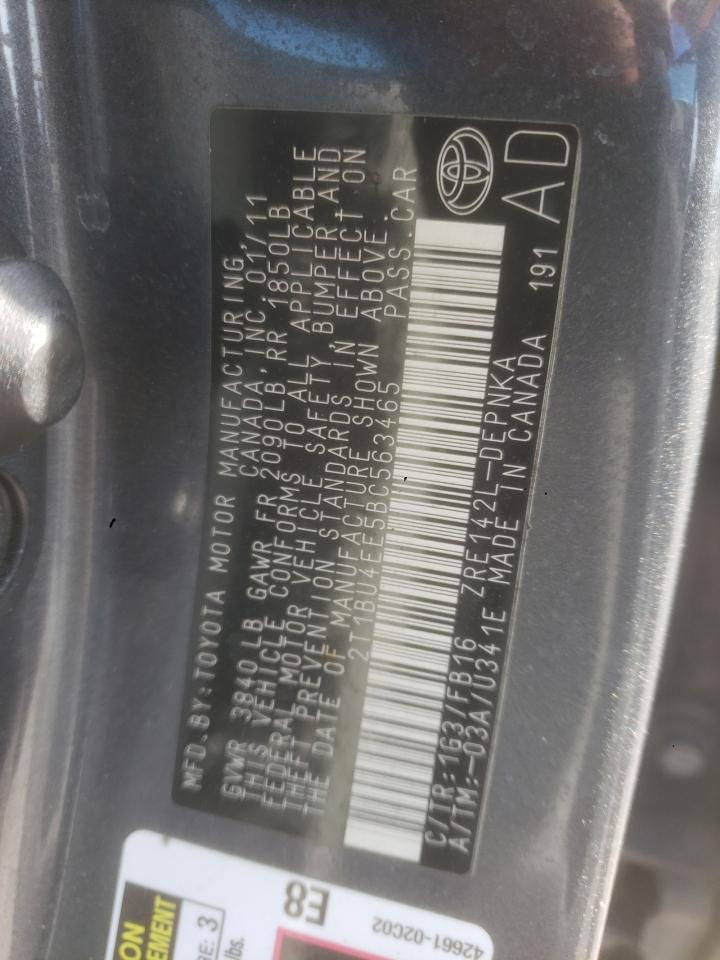 MFD.BY:TOYOTA MOTOR MANUFACTURING,
CANADA,INC.01/11
GVWR 3840LB GAWR FR 2090LB,RR 1850LB
THIS VEHICLE CONFORMS TO ALL APPLICABLE
FEDERAL MOTOR VEHICLE SAFETY,BUMPER,AND
THEFT PREVENTION STANDARDS IN EFFECT ON
THE DATE OF MANUFACTURE SHOWN ABOVE.
2T1BU4EE5BC563465 PASS.CAR
C/TR:1G3/FB16 ZRE142L-DEPNKA
A/TM:-03A/U341E MADE IN CANADA 191
AD
E8
42661-02C02
3
lbs.